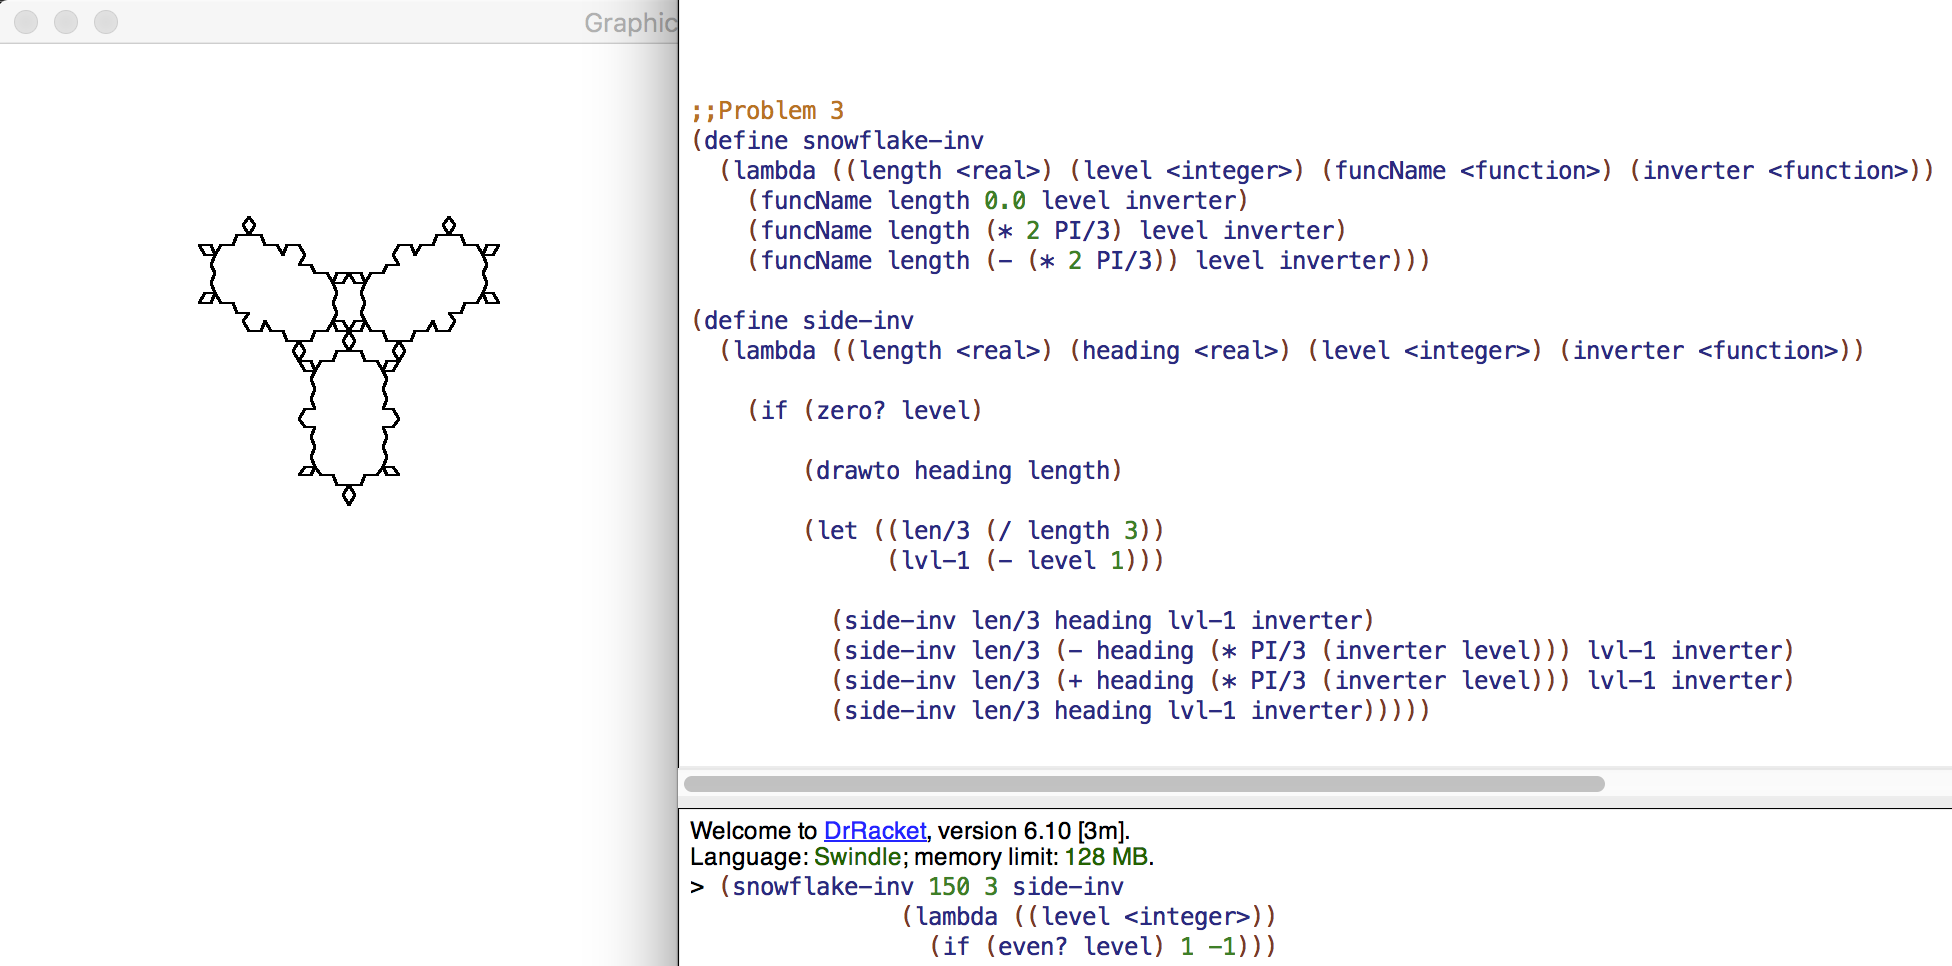 Graphic
;;Problem 3
(define snowflake-inv
(lambda ((length <real>) (level <integer>) (funcName <function>) (inverter <function>))
(funcName length 0.0 level inverter)
(funcName length (* 2 PI/3) level inverter)
(funcName length (- (* 2 PI/3)) level inverter)))
(define side-inv
(lambda ((length <real>) (heading <real>) (level <integer>) (inverter <function>))
(if (zero? level)
(drawto heading length)
(let ((len/3 (/ length 3))
(lvl-1 (- level 1)))
(side-inv len/3 heading lvl-1 inverter)
(side-inv len/3 (- heading (* PI/3 (inverter level))) lvl-1 inverter)
(side-inv len/3 (+ heading (* PI/3 (inverter level))) lvl-1 inverter)
(side-inv len/3 heading lvl-1 inverter)))))
Welcome to DrRacket, version 6.10 [3m].
Language: Swindle; memory limit: 128 MB.
> (snowflake-inv 150 3 side-inv
(lambda ((level <integer>))
(if (even? level) 1 -1)))